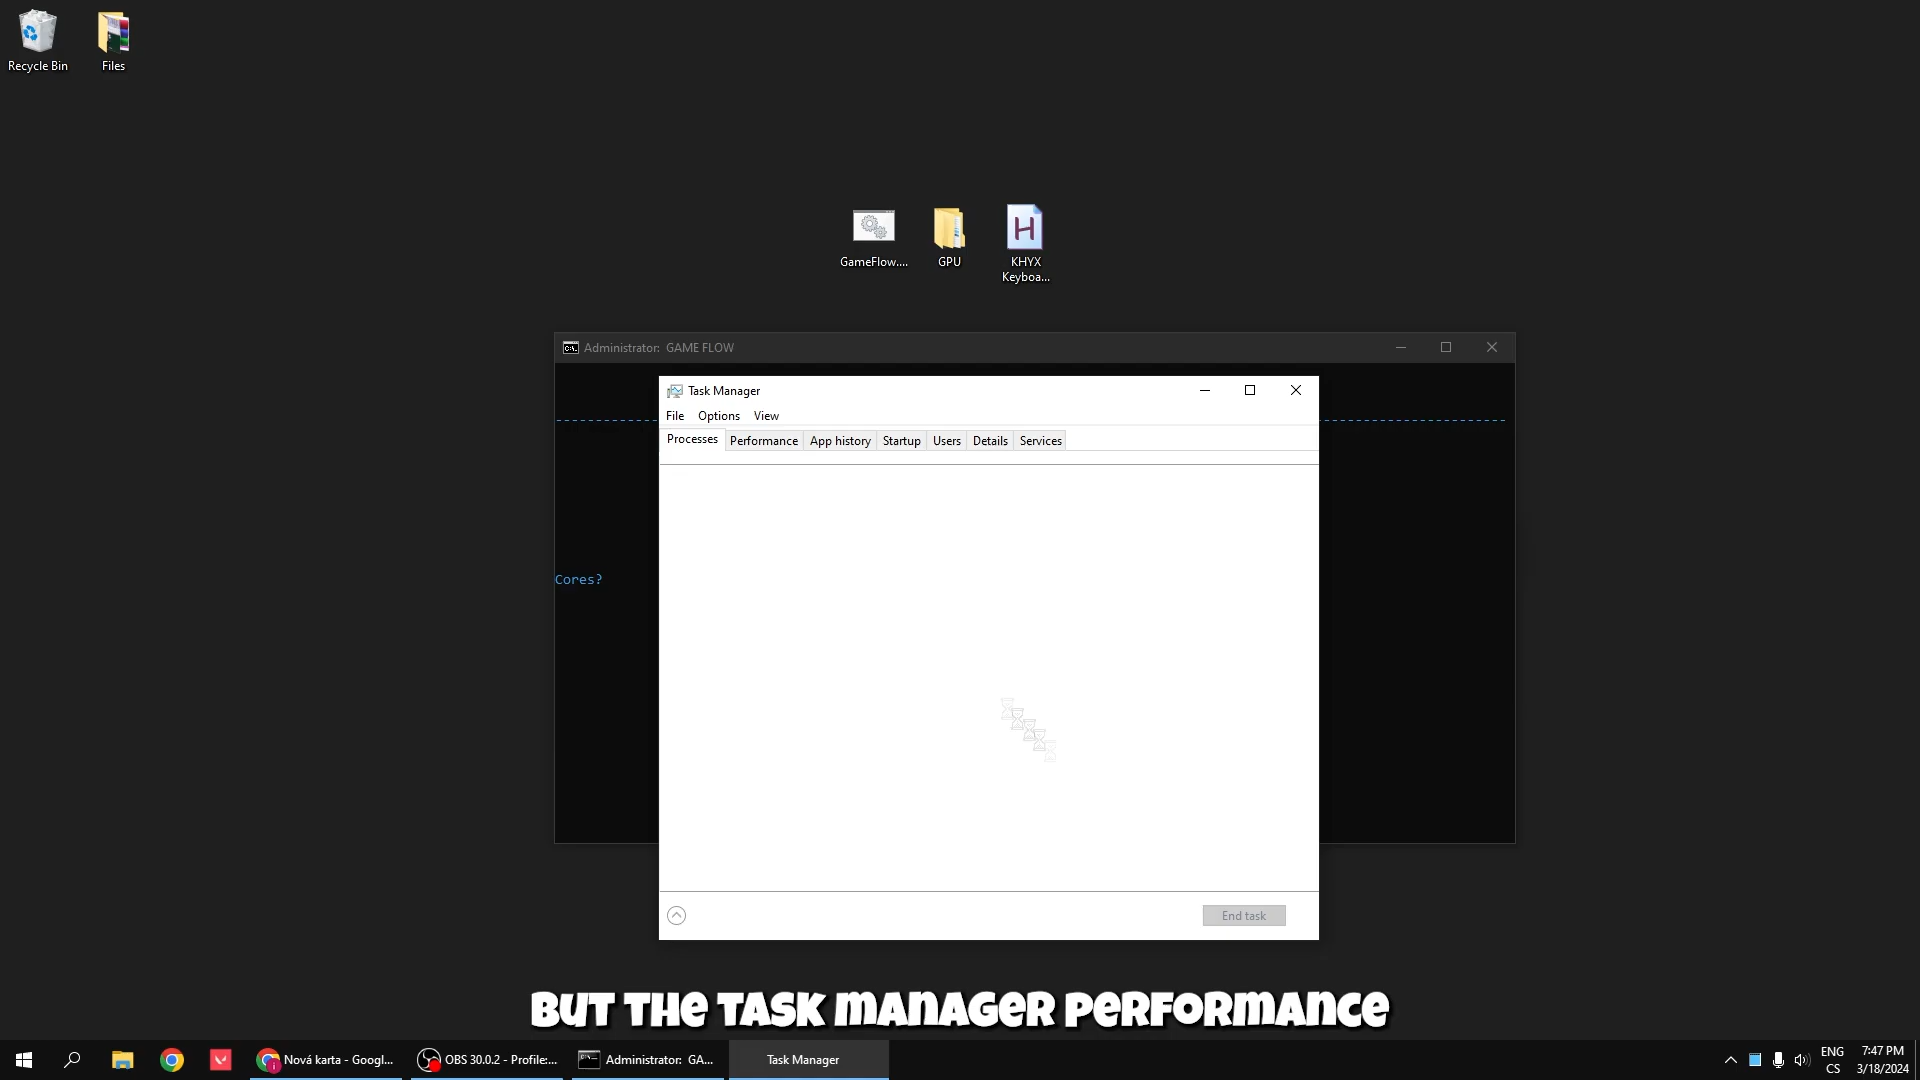 Recycle Bin
Files
GameFlow....
GPU
KHYX
Keyboa...
Administrator:  GAME FLOW
Task Manager
File Options View
Processes Performance App history Startup Users Details Services
Cores?
End task
BUT THE TASK MANAGER PERFORMANCE
Nová karta - Googl...
OBS 30.0.2 - Profile:...
Administrator:  GA...
Task Manager
ENG
CS
7:47 PM
3/18/2024